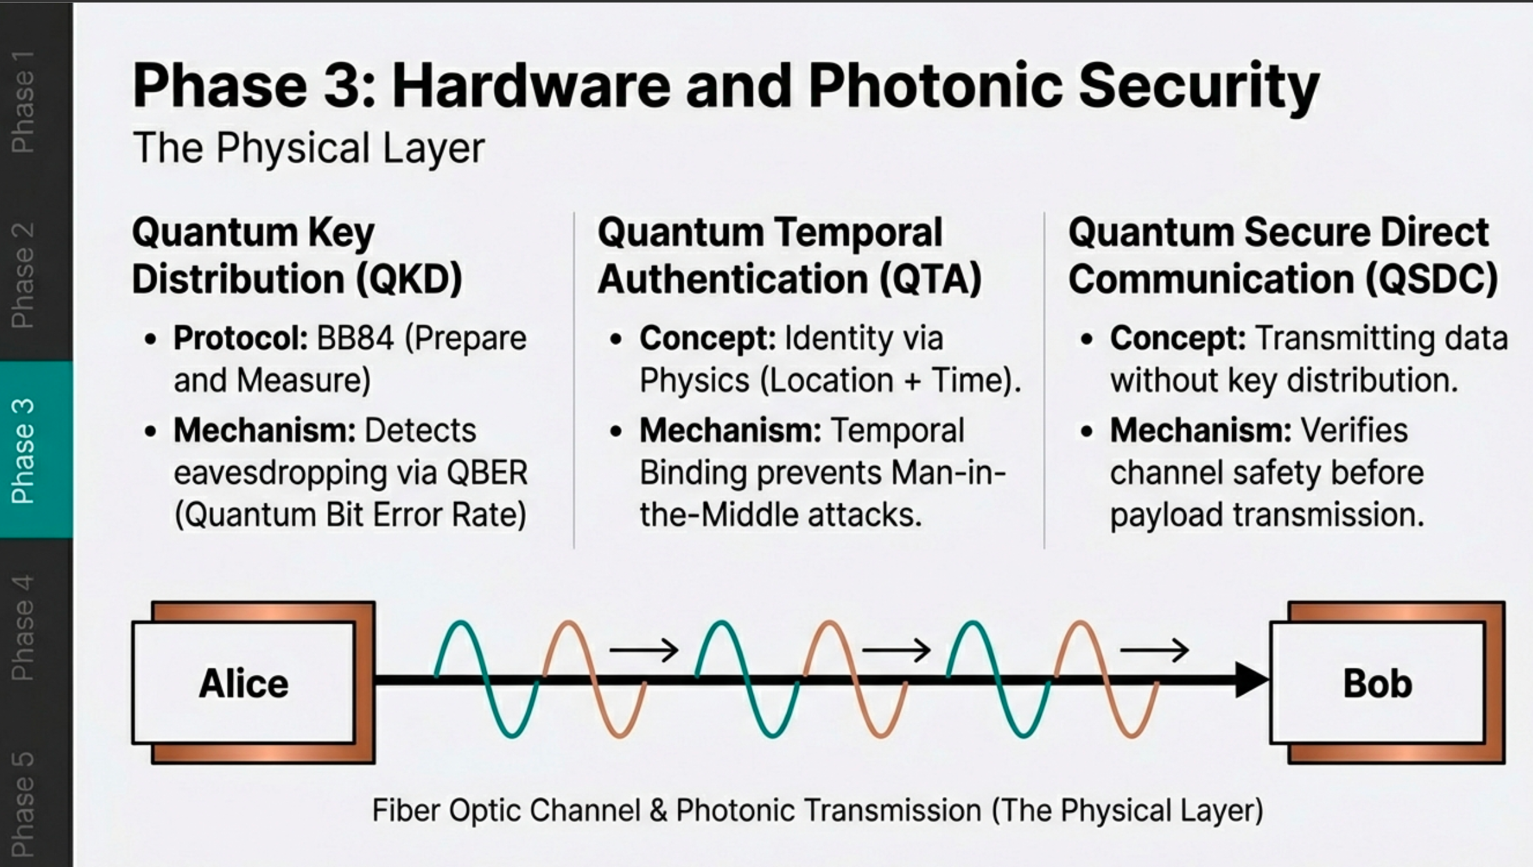 Phase 1
Phase 2
Phase 3
Phase 4
Phase 5
Phase 3: Hardware and Photonic Security
The Physical Layer
Quantum Key
Distribution (QKD)
• Protocol: BB84 (Prepare
and Measure)
• Mechanism: Detects
eavesdropping via QBER
(Quantum Bit Error Rate)
Quantum Temporal
Authentication (QTA)
• Concept: Identity via
Physics (Location + Time).
• Mechanism: Temporal
Binding prevents Man-in-
the-Middle attacks.
Quantum Secure Direct
Communication (QSDC)
• Concept: Transmitting data
without key distribution.
• Mechanism: Verifies
channel safety before
payload transmission.
Alice
Bob
Fiber Optic Channel & Photonic Transmission (The Physical Layer)